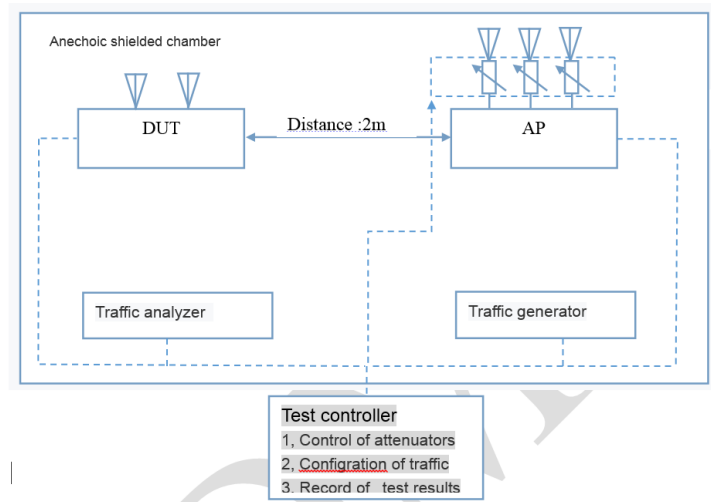 Anechoic shielded chamber
DUT
Distance :2m
AP
Traffic analyzer
Traffic generator
Test controller
1, Control of attenuators
2, Configration of traffic
3. Record of test results